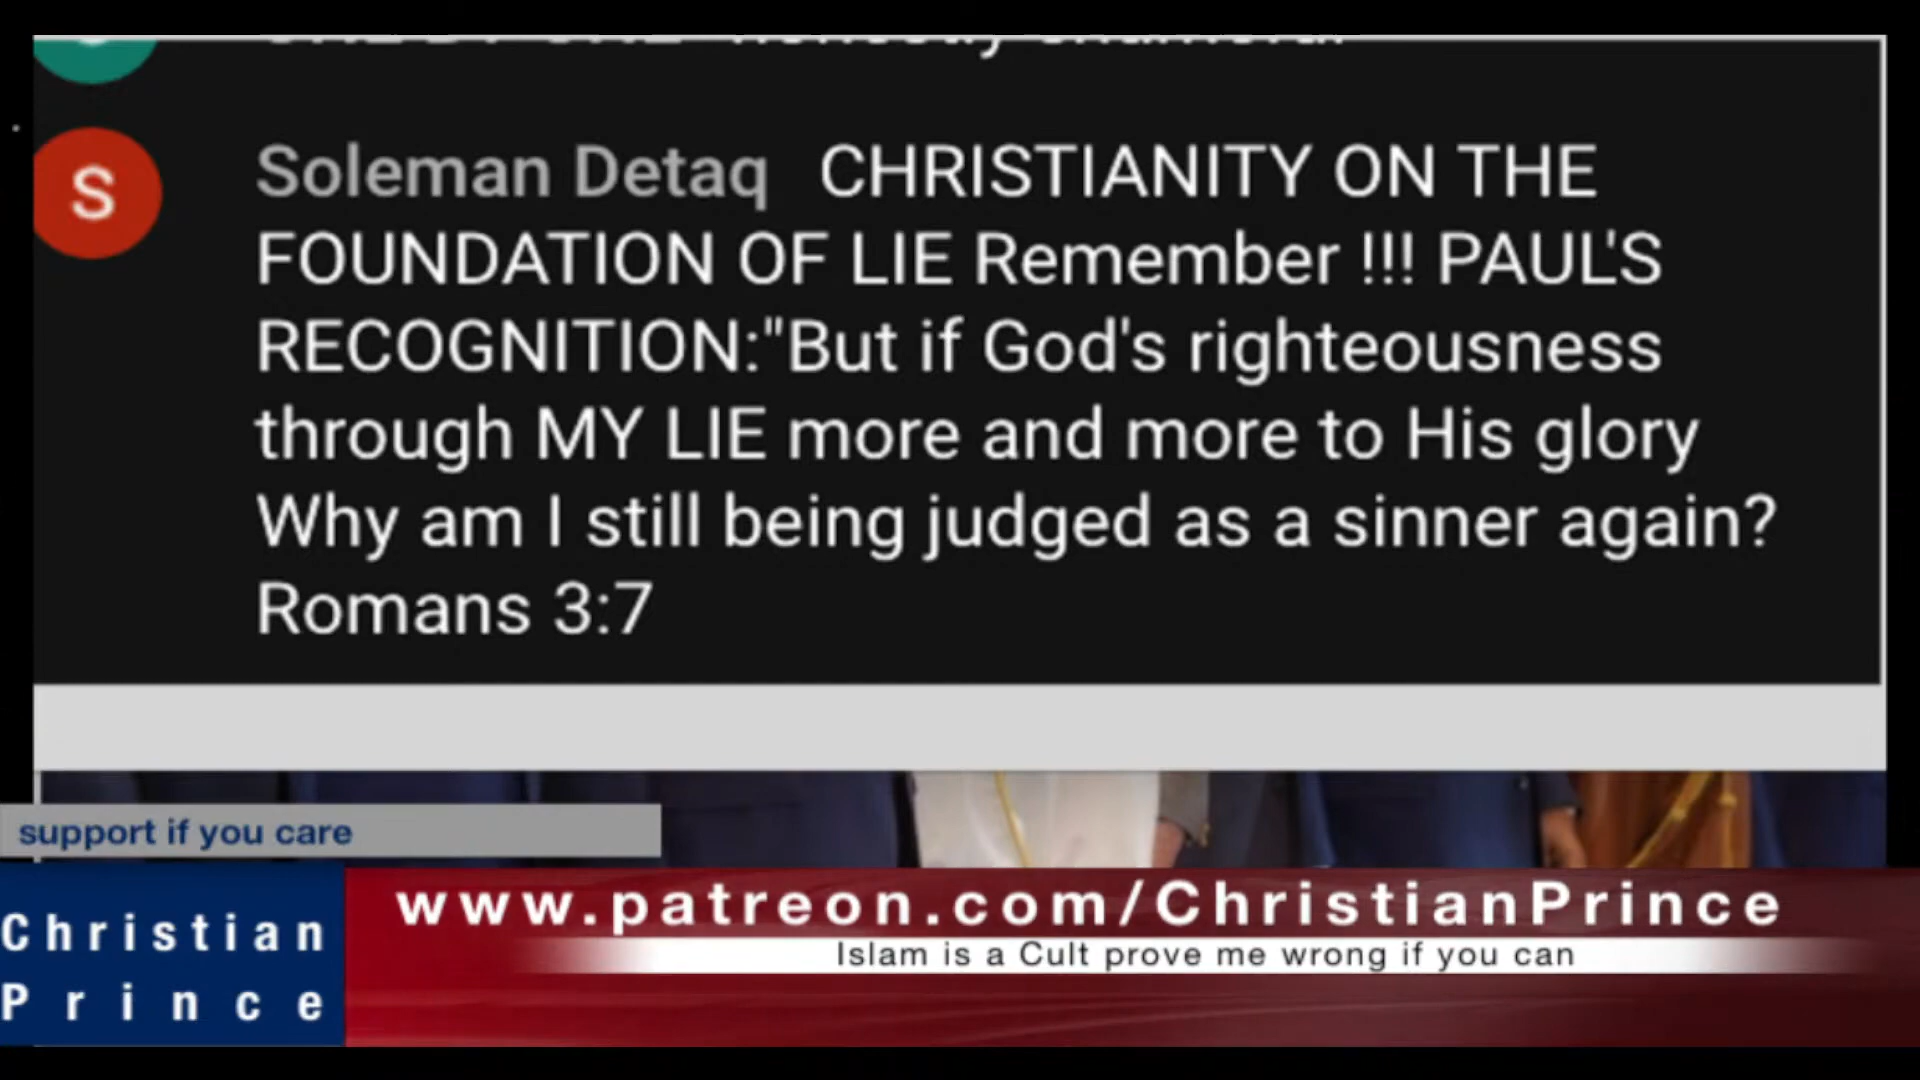 S
Soleman Detaq CHRISTIANITY ON THE
FOUNDATION OF LIE Remember !!! PAUL'S
RECOGNITION:"But if God's righteousness
through MY LIE more and more to His glory
Why am I still being judged as a sinner again?
Romans 3:7
support if you care
Christian
Prince
www.patreon.com/ChristianPrince
Islam is a Cult prove me wrong if you can